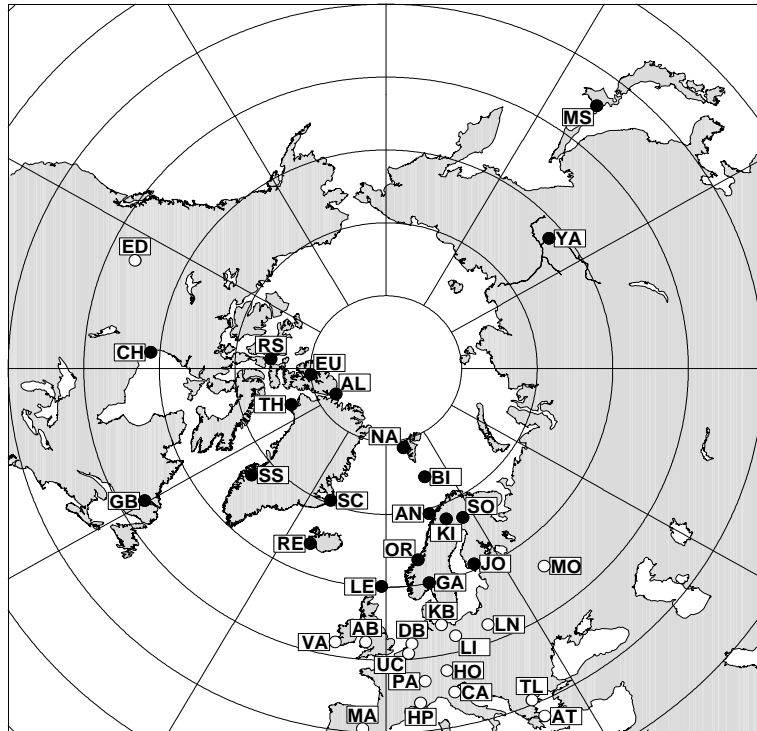 MS
YA
ED
CH
RS
EU
AL
TH
NA
BI
SS
SC
GB
AN
SO
KI
RE
OR
JO
MO
LE
GA
KB
LN
VA
AB
DB
LI
UC
HO
PA
CA
TL
MA
HP
AT